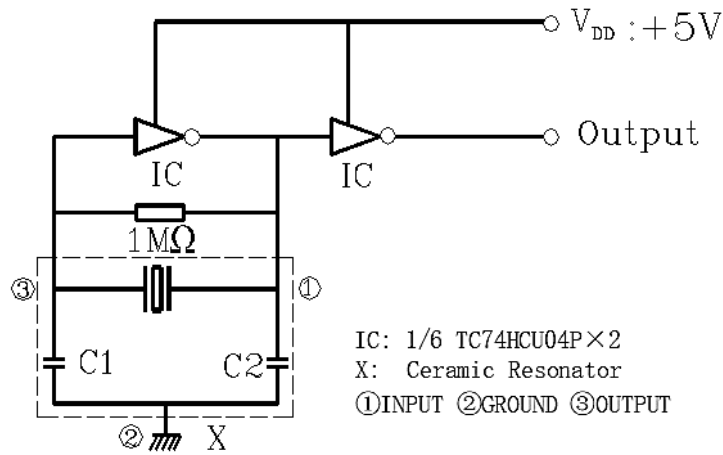 V_DD :+5V
Output
IC
IC
1MΩ
③
①
C1
C2
②
X
IC: 1/6 TC74HCU04P×2
X: Ceramic Resonator
①INPUT ②GROUND ③OUTPUT